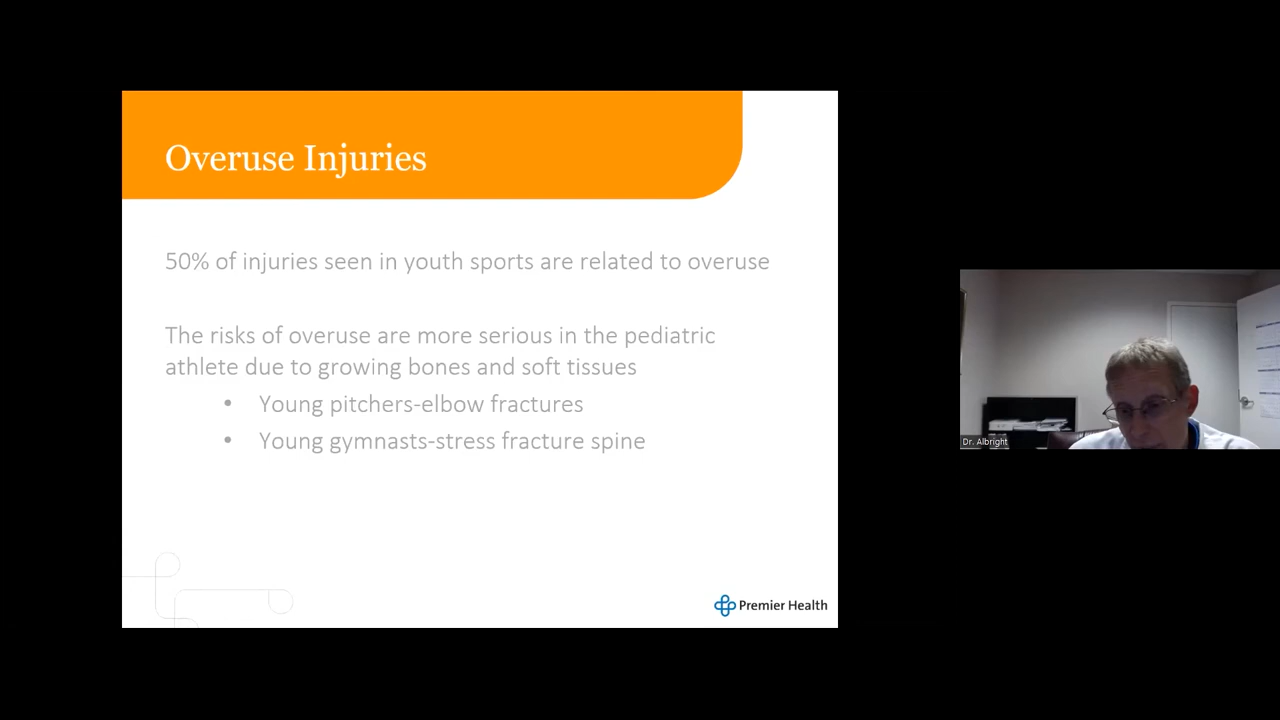 Overuse Injuries
50% of injuries seen in youth sports are related to overuse
The risks of overuse are more serious in the pediatric
athlete due to growing bones and soft tissues
• Young pitchers-elbow fractures
• Young gymnasts-stress fracture spine
Premier Health
Dr. Albright